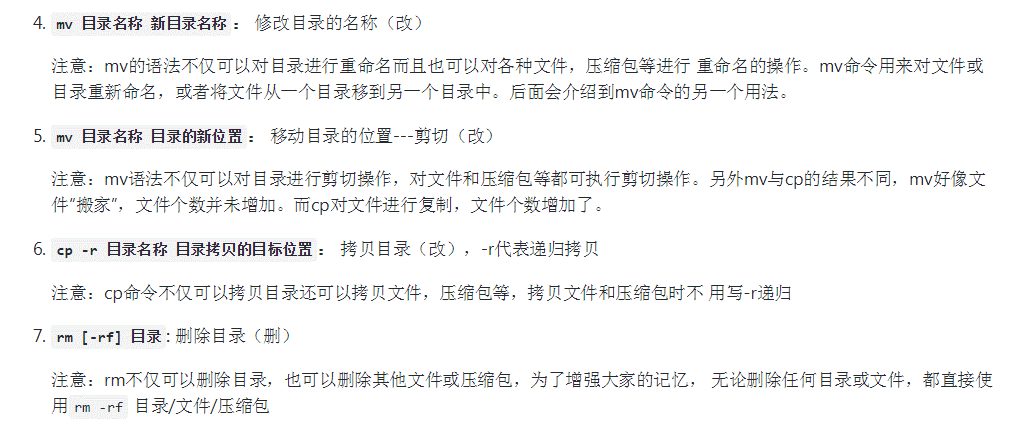 4. mv 目录名称 新目录名称： 修改目录的名称（改）
注意：mv的语法不仅可以对目录进行重命名而且也可以对各种文件，压缩包等进行 重命名的操作。mv命令用来对文件或
目录重新命名，或者将文件从一个目录移到另一个目录中。后面会介绍到mv命令的另一个用法。
5. mv 目录名称 目录的新位置： 移动目录的位置---剪切（改）
注意：mv语法不仅可以对目录进行剪切操作，对文件和压缩包等都可执行剪切操作。另外mv与cp的结果不同，mv好像文
件“搬家”，文件个数并未增加。而cp对文件进行复制，文件个数增加了。
6. cp -r 目录名称 目录拷贝的目标位置： 拷贝目录（改），-r代表递归拷贝
注意：cp命令不仅可以拷贝目录还可以拷贝文件，压缩包等，拷贝文件和压缩包时不 用写-r递归
7. rm [-rf] 目录: 删除目录（删）
注意：rm不仅可以删除目录，也可以删除其他文件或压缩包，为了增强大家的记忆， 无论删除任何目录或文件，都直接使
用 rm -rf 目录/文件/压缩包